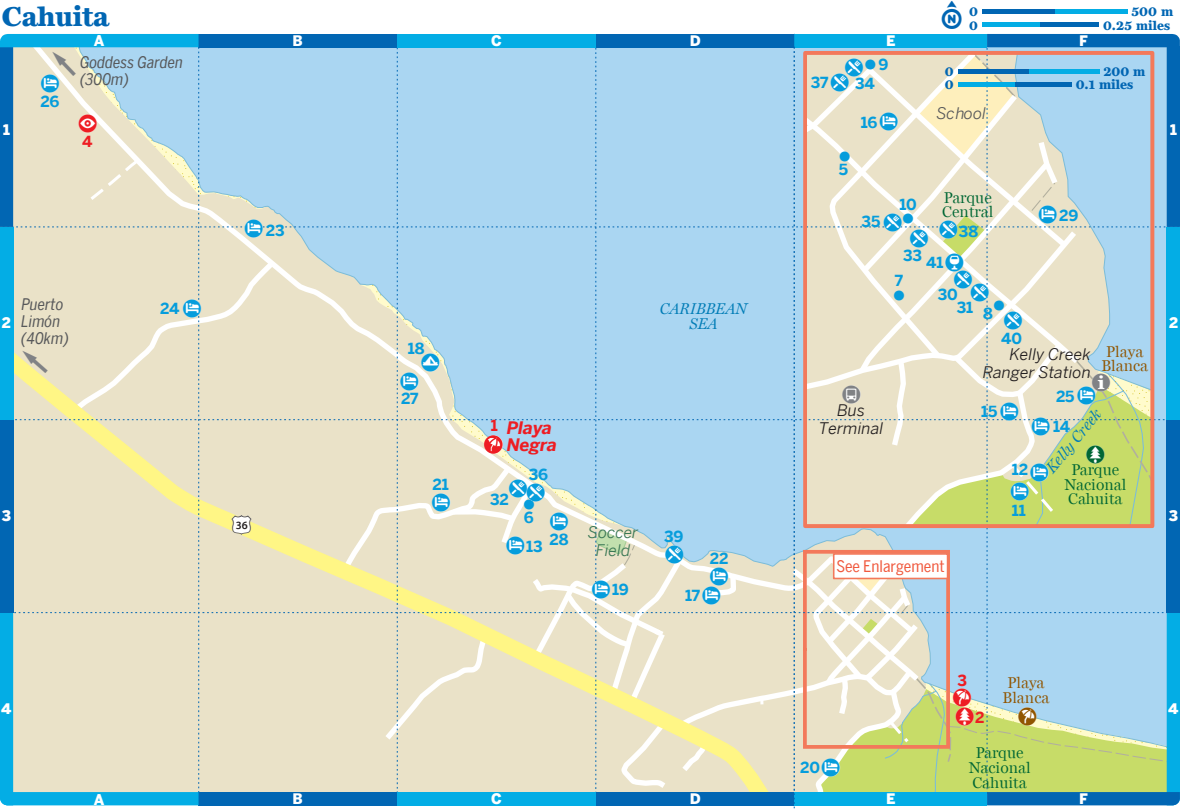 Cahuita
N
0 500 m
0 0.25 miles
A B C D E F
Goddess Garden
(300m)
26
4
1
23
24
Puerto
Limón
(40km)
2
18
27
CARIBBEAN
SEA
1 Playa
Negra
36
21
32
6
28
13
36
Soccer
Field
39
22
19
17
3
4
0 200 m
0 0.1 miles
9
37
34
16
School
5
10
Parque
Central
29
35
33
38
41
7
30
31
8
40
Kelly Creek
Ranger Station
Playa
Blanca
25
Bus
Terminal
15
14
Kelly Creek
12
Parque
Nacional
Cahuita
11
1
2
3
4
See Enlargement
3
2
Playa
Blanca
20
Parque
Nacional
Cahuita
A B C D E F